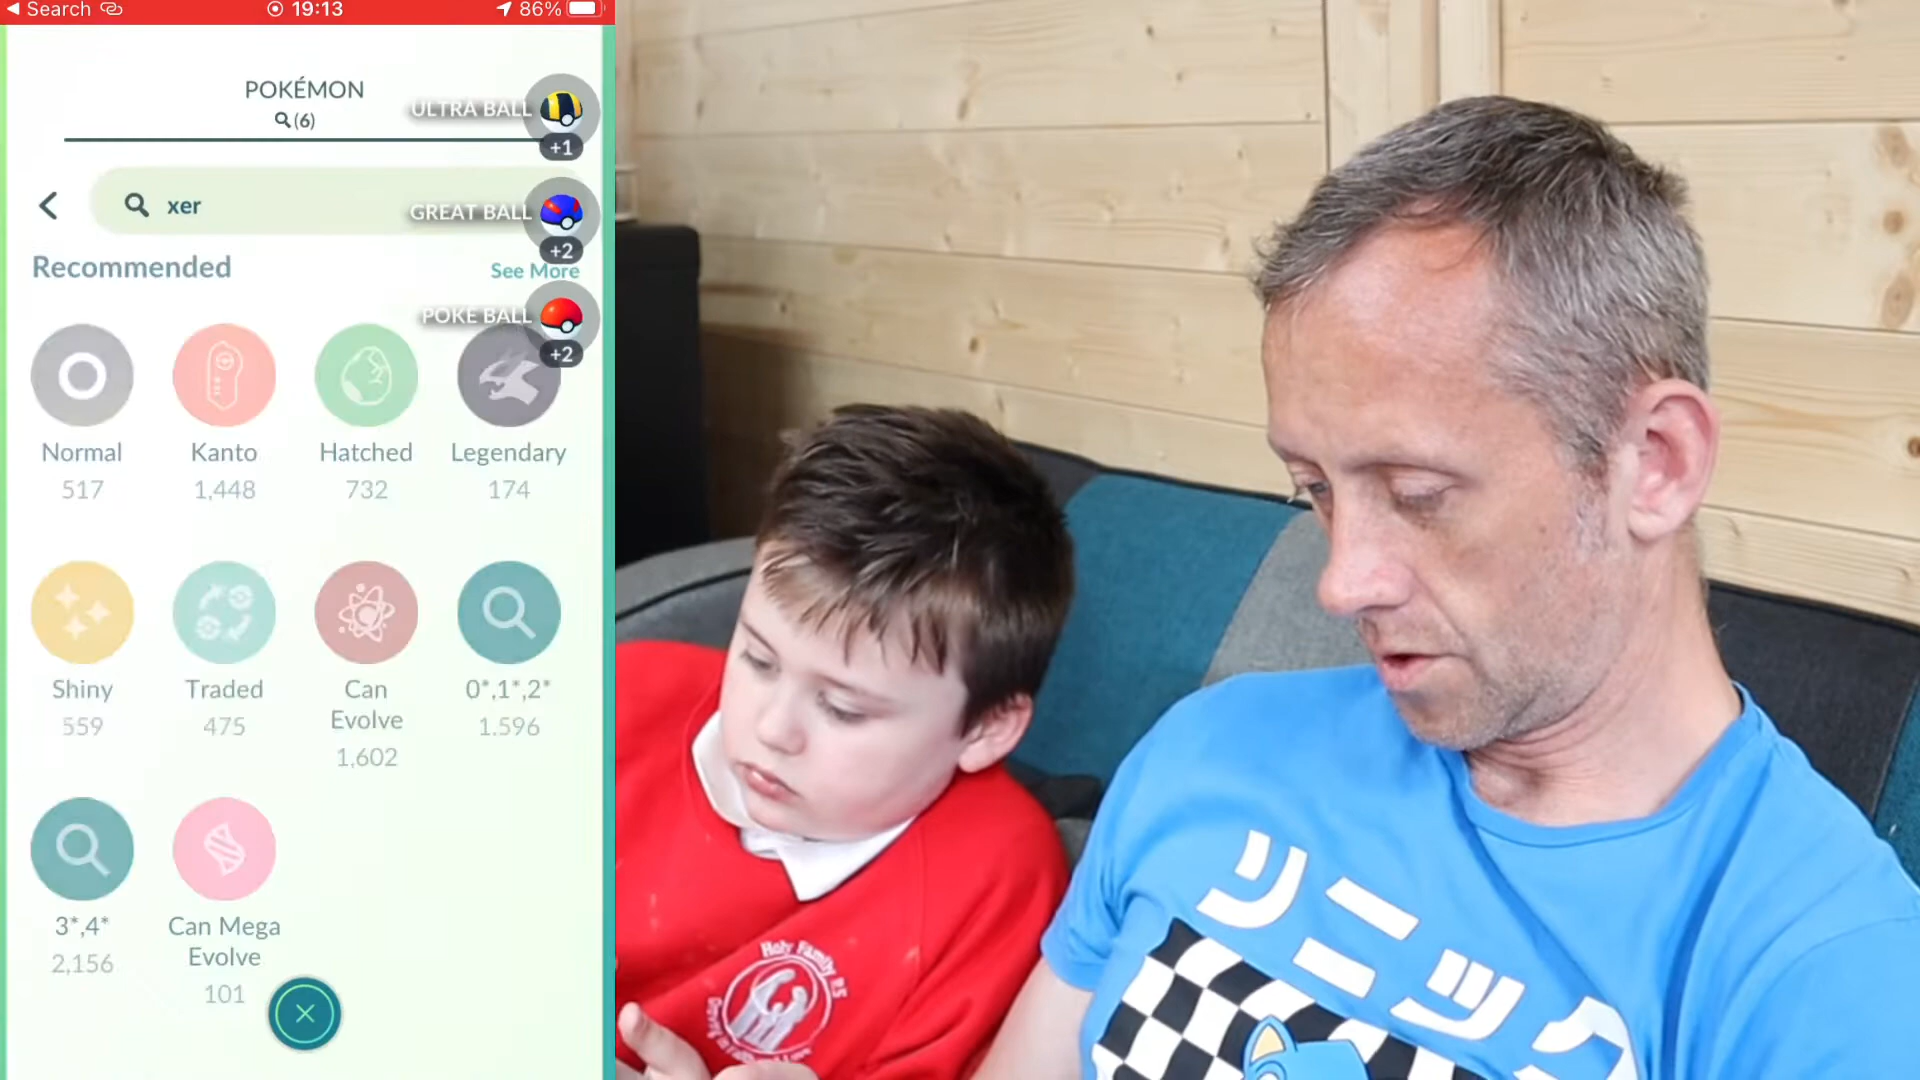 Search
19:13
86%
POKÉMON
(6)
ULTRA BALL
+1
xer
GREAT BALL
+2
Recommended
See More
POKÉ BALL
+2
Normal
517
Kanto
1,448
Hatched
732
Legendary
174
Shiny
559
Traded
475
Can
Evolve
1,602
0*,1*,2*
1.596
3*,4*
2,156
Can Mega
Evolve
101
Holy Family P.S
ソニック